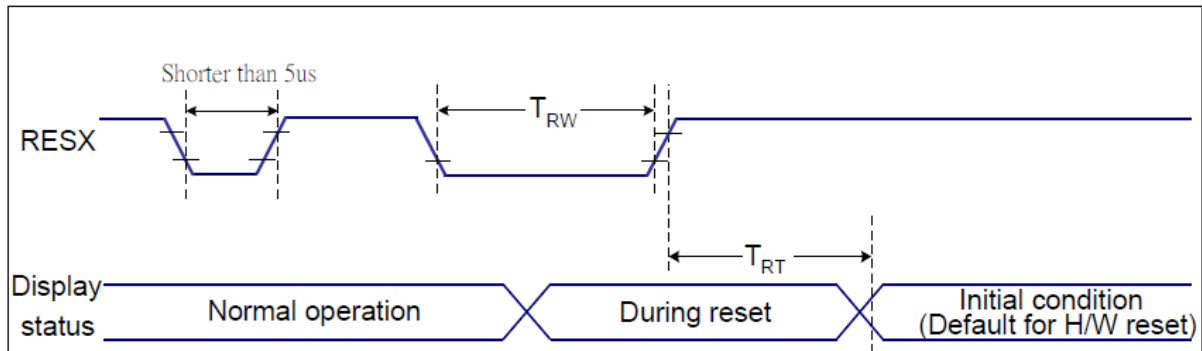 Shorter than 5us
RESX
TRW
TRT
Display
status
Normal operation
During reset
Initial condition
(Default for H/W reset)